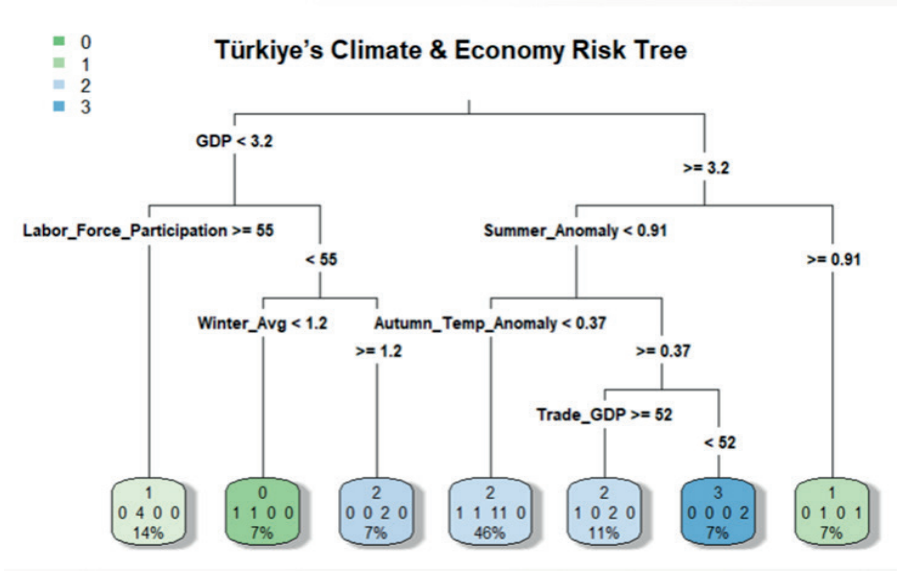 0
1
2
3
Türkiye's Climate & Economy Risk Tree
GDP < 3.2
>= 3.2
Labor_Force_Participation >= 55
< 55
Summer_Anomaly < 0.91
>= 0.91
Winter_Avg < 1.2
>= 1.2
Autumn_Temp_Anomaly < 0.37
>= 0.37
Trade_GDP >= 52
< 52
1
0 4 0 0
14%
0
1 1 0 0
7%
2
0 0 2 0
7%
2
1 1 11 0
46%
2
1 0 2 0
11%
3
0 0 0 2
7%
1
0 1 0 1
7%